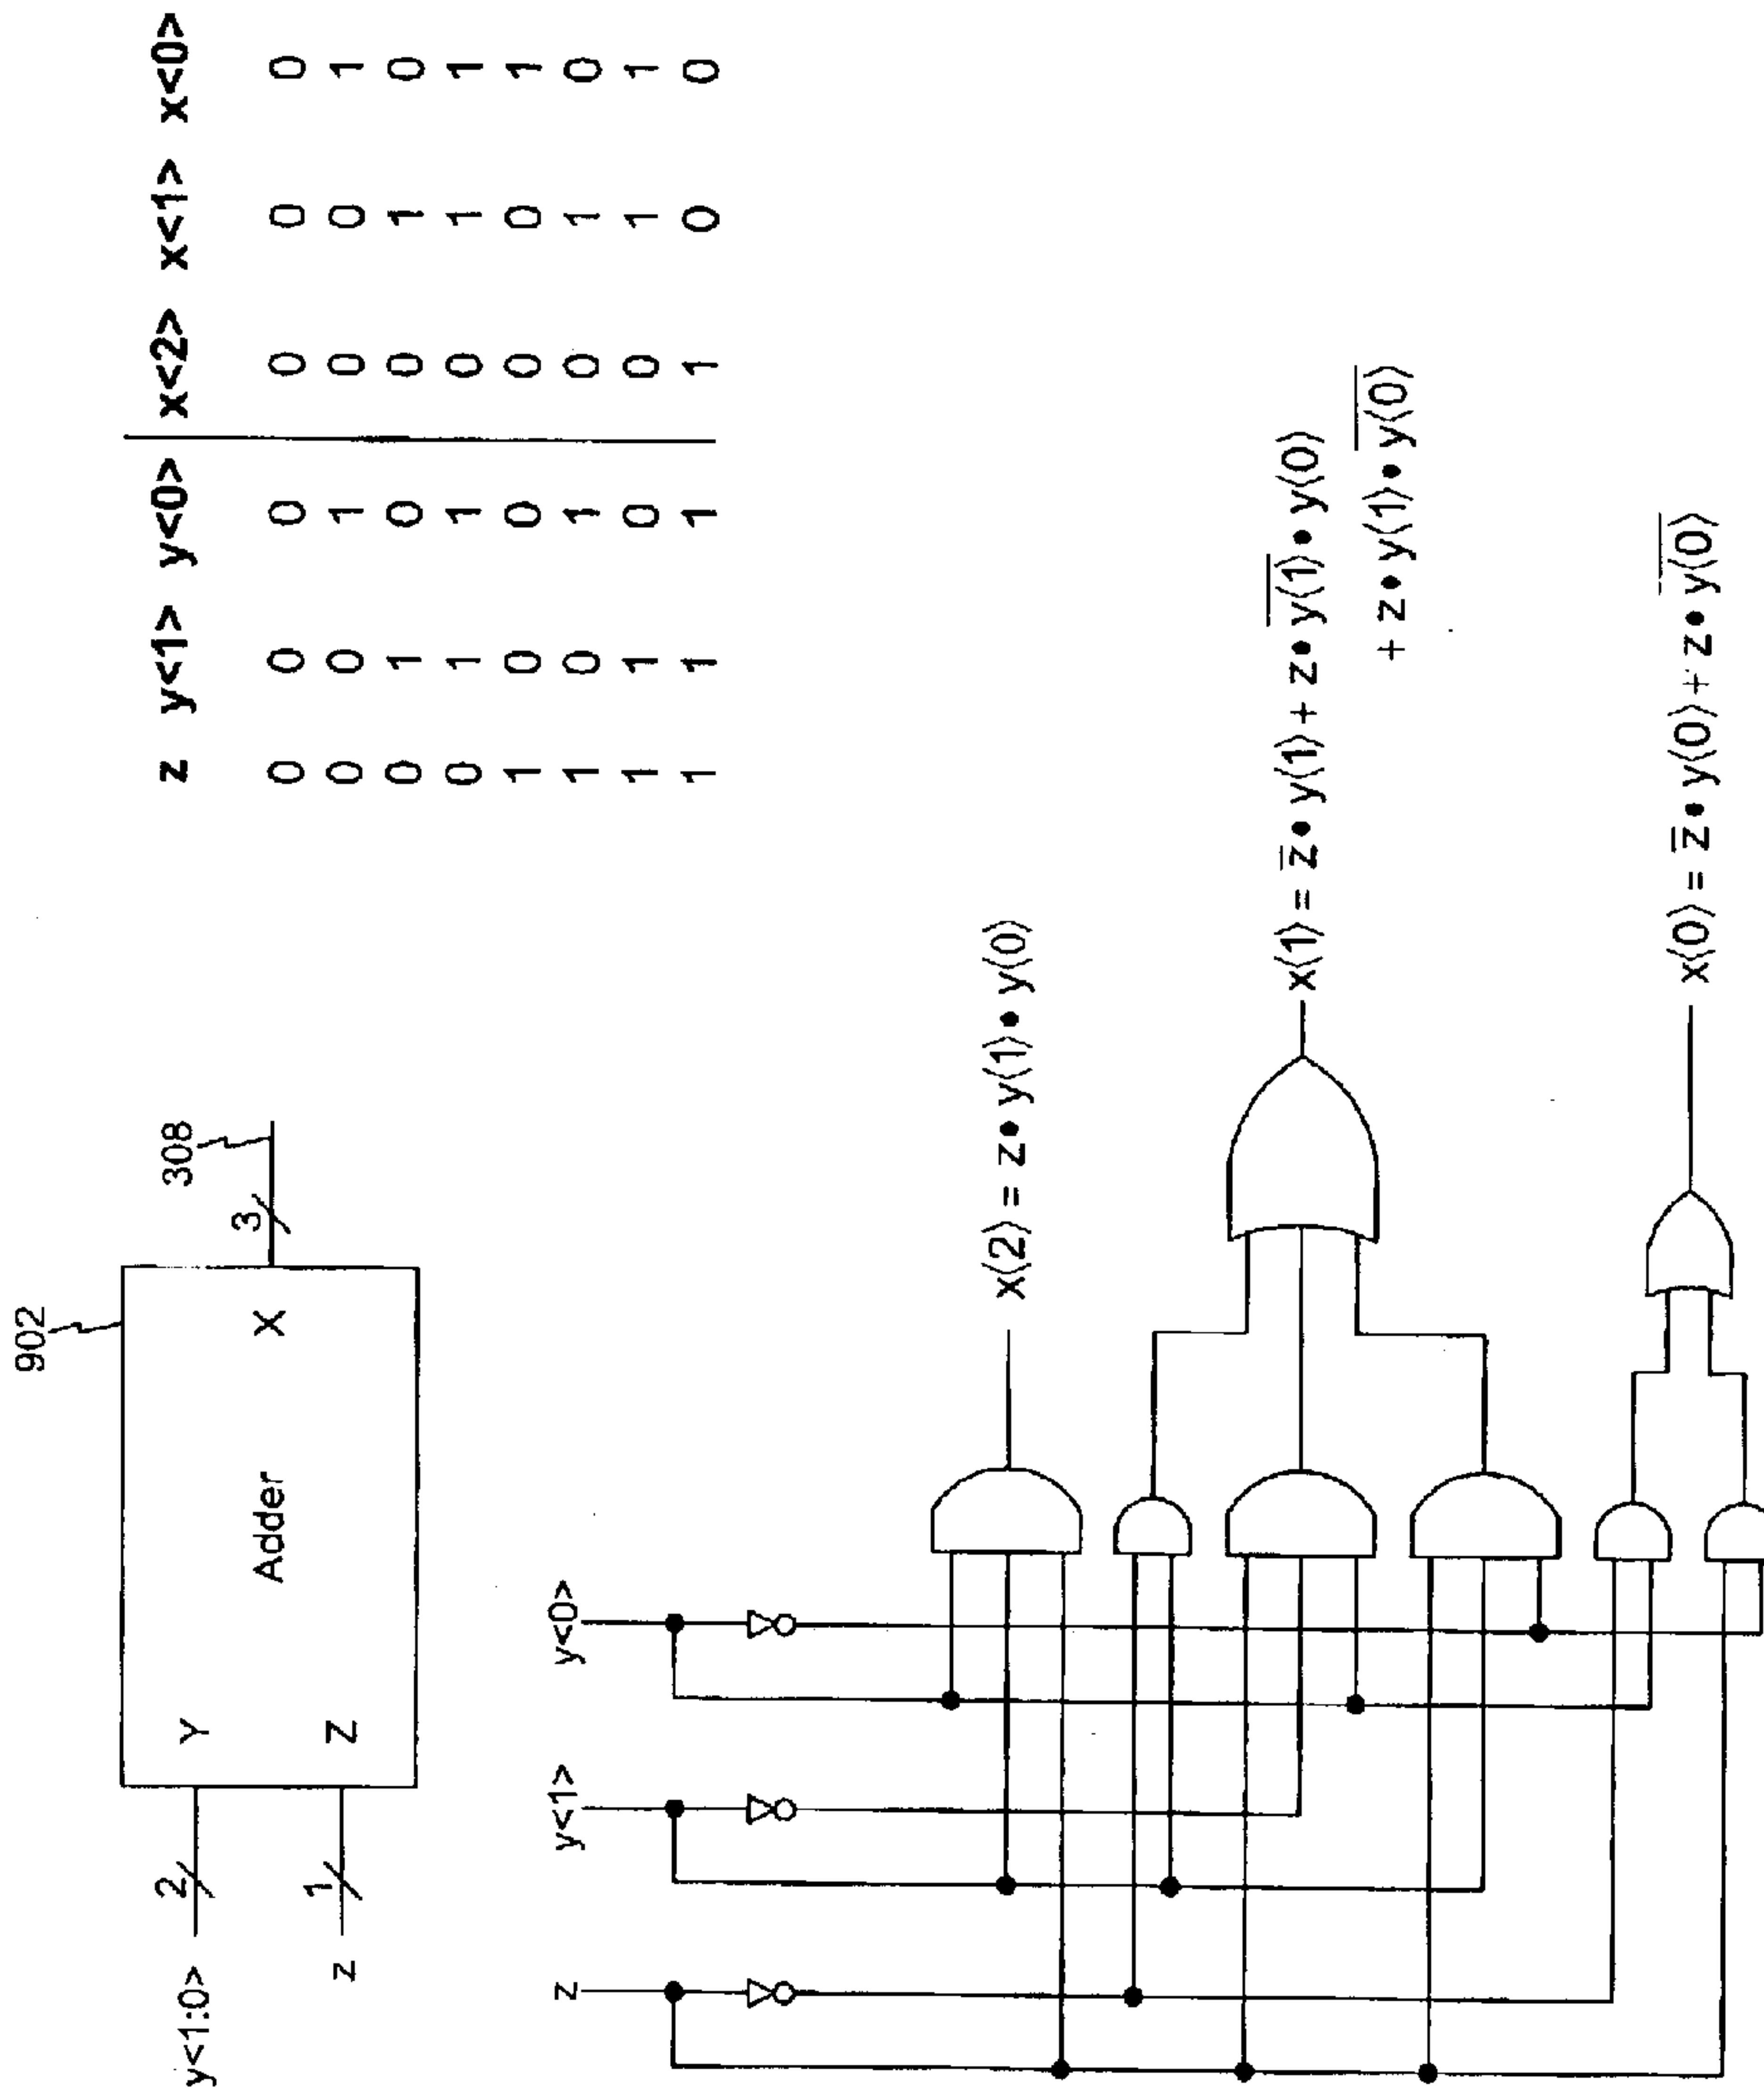 902
308
y<1:0>
2
Y
z
1
Z
Adder
X
3
z y<1> y<0> x<2> x<1> x<0>
0 0 0 0 0 0
0 0 1 0 0 1
0 1 0 0 1 0
0 1 1 0 1 1
1 0 0 0 0 1
1 0 1 0 1 0
1 1 0 0 1 1
1 1 1 1 0 0
z y<1> y<0>
x⟨2⟩ = z • y⟨1⟩ • y⟨0⟩
x⟨1⟩ = z̅ • y⟨1⟩ + z • y̅⟨̅1̅⟩̅ • y⟨0⟩
+ z • y⟨1⟩ • y̅⟨̅0̅⟩̅
x⟨0⟩ = z̅ • y⟨0⟩ + z • y̅⟨̅0̅⟩̅